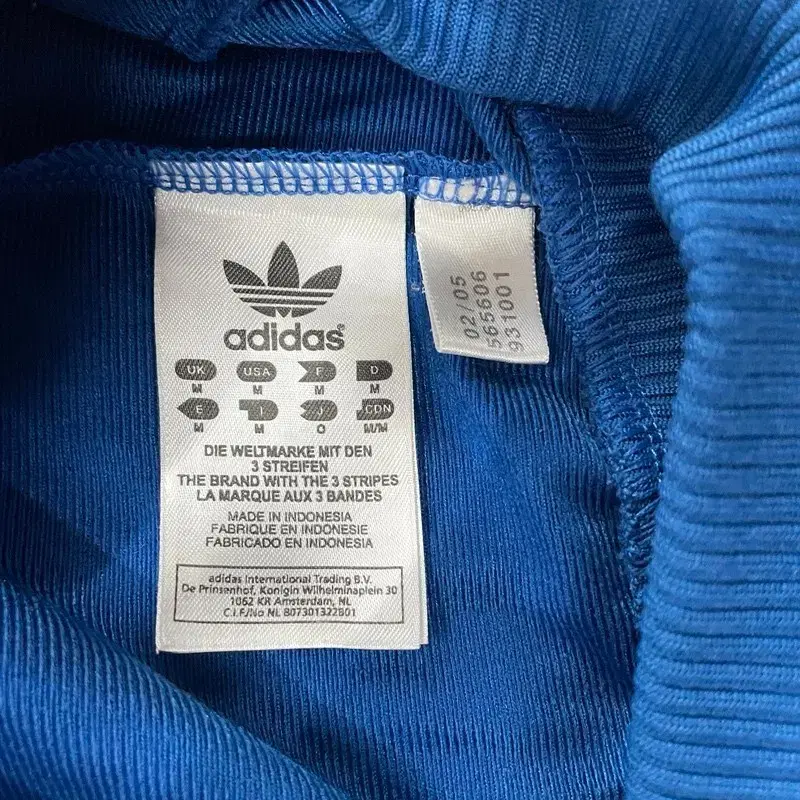 adidas®
UK USA F D
M M M M
E I J CDN
M M O M/M
DIE WELTMARKE MIT DEN
3 STREIFEN
THE BRAND WITH THE 3 STRIPES
LA MARQUE AUX 3 BANDES
MADE IN INDONESIA
FABRIQUE EN INDONESIE
FABRICADO EN INDONESIA
adidas International Trading B.V.
De Prinsenhof, Konigin Wilhelminaplein 30
1062 KR Amsterdam, NL
C.I.F./No NL 807301322B01
02/05
565606
931001